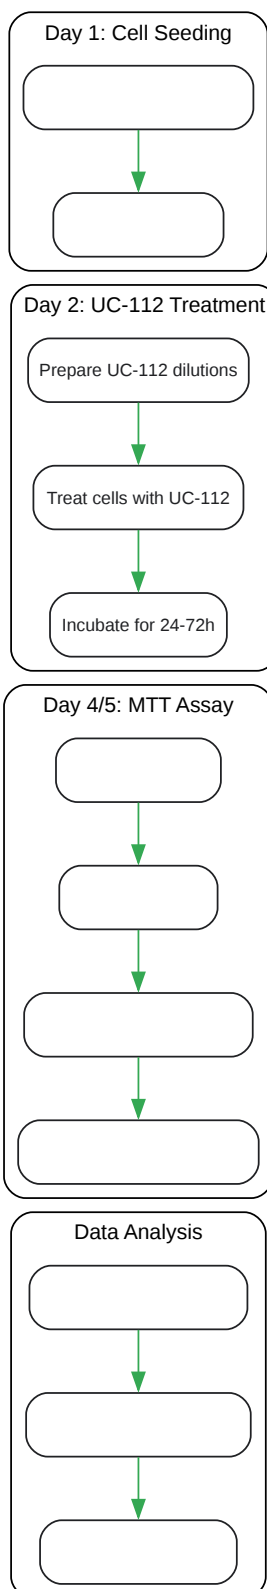 Day 1: Cell Seeding
Day 2: UC-112 Treatment
Prepare UC-112 dilutions
Treat cells with UC-112
Incubate for 24-72h
Day 4/5: MTT Assay
Data Analysis